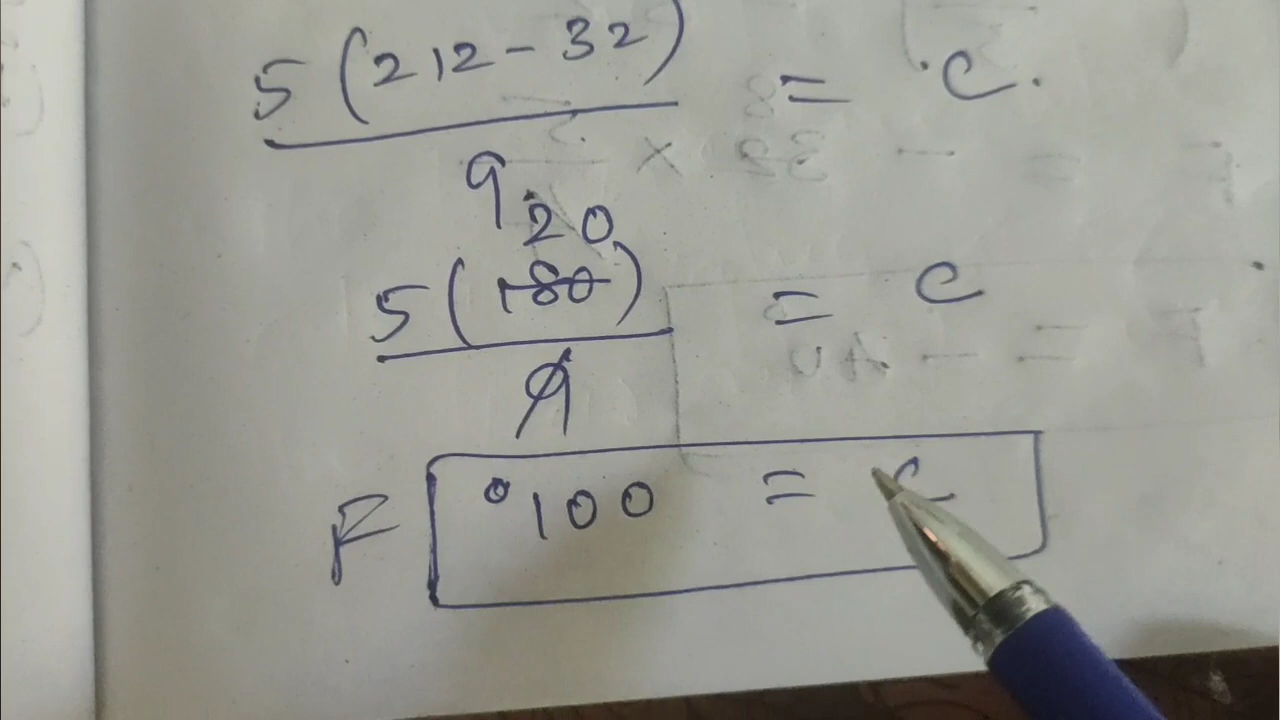 5 (212 - 32) = C.
9
20
5 (180) = C
9
F °100 = C